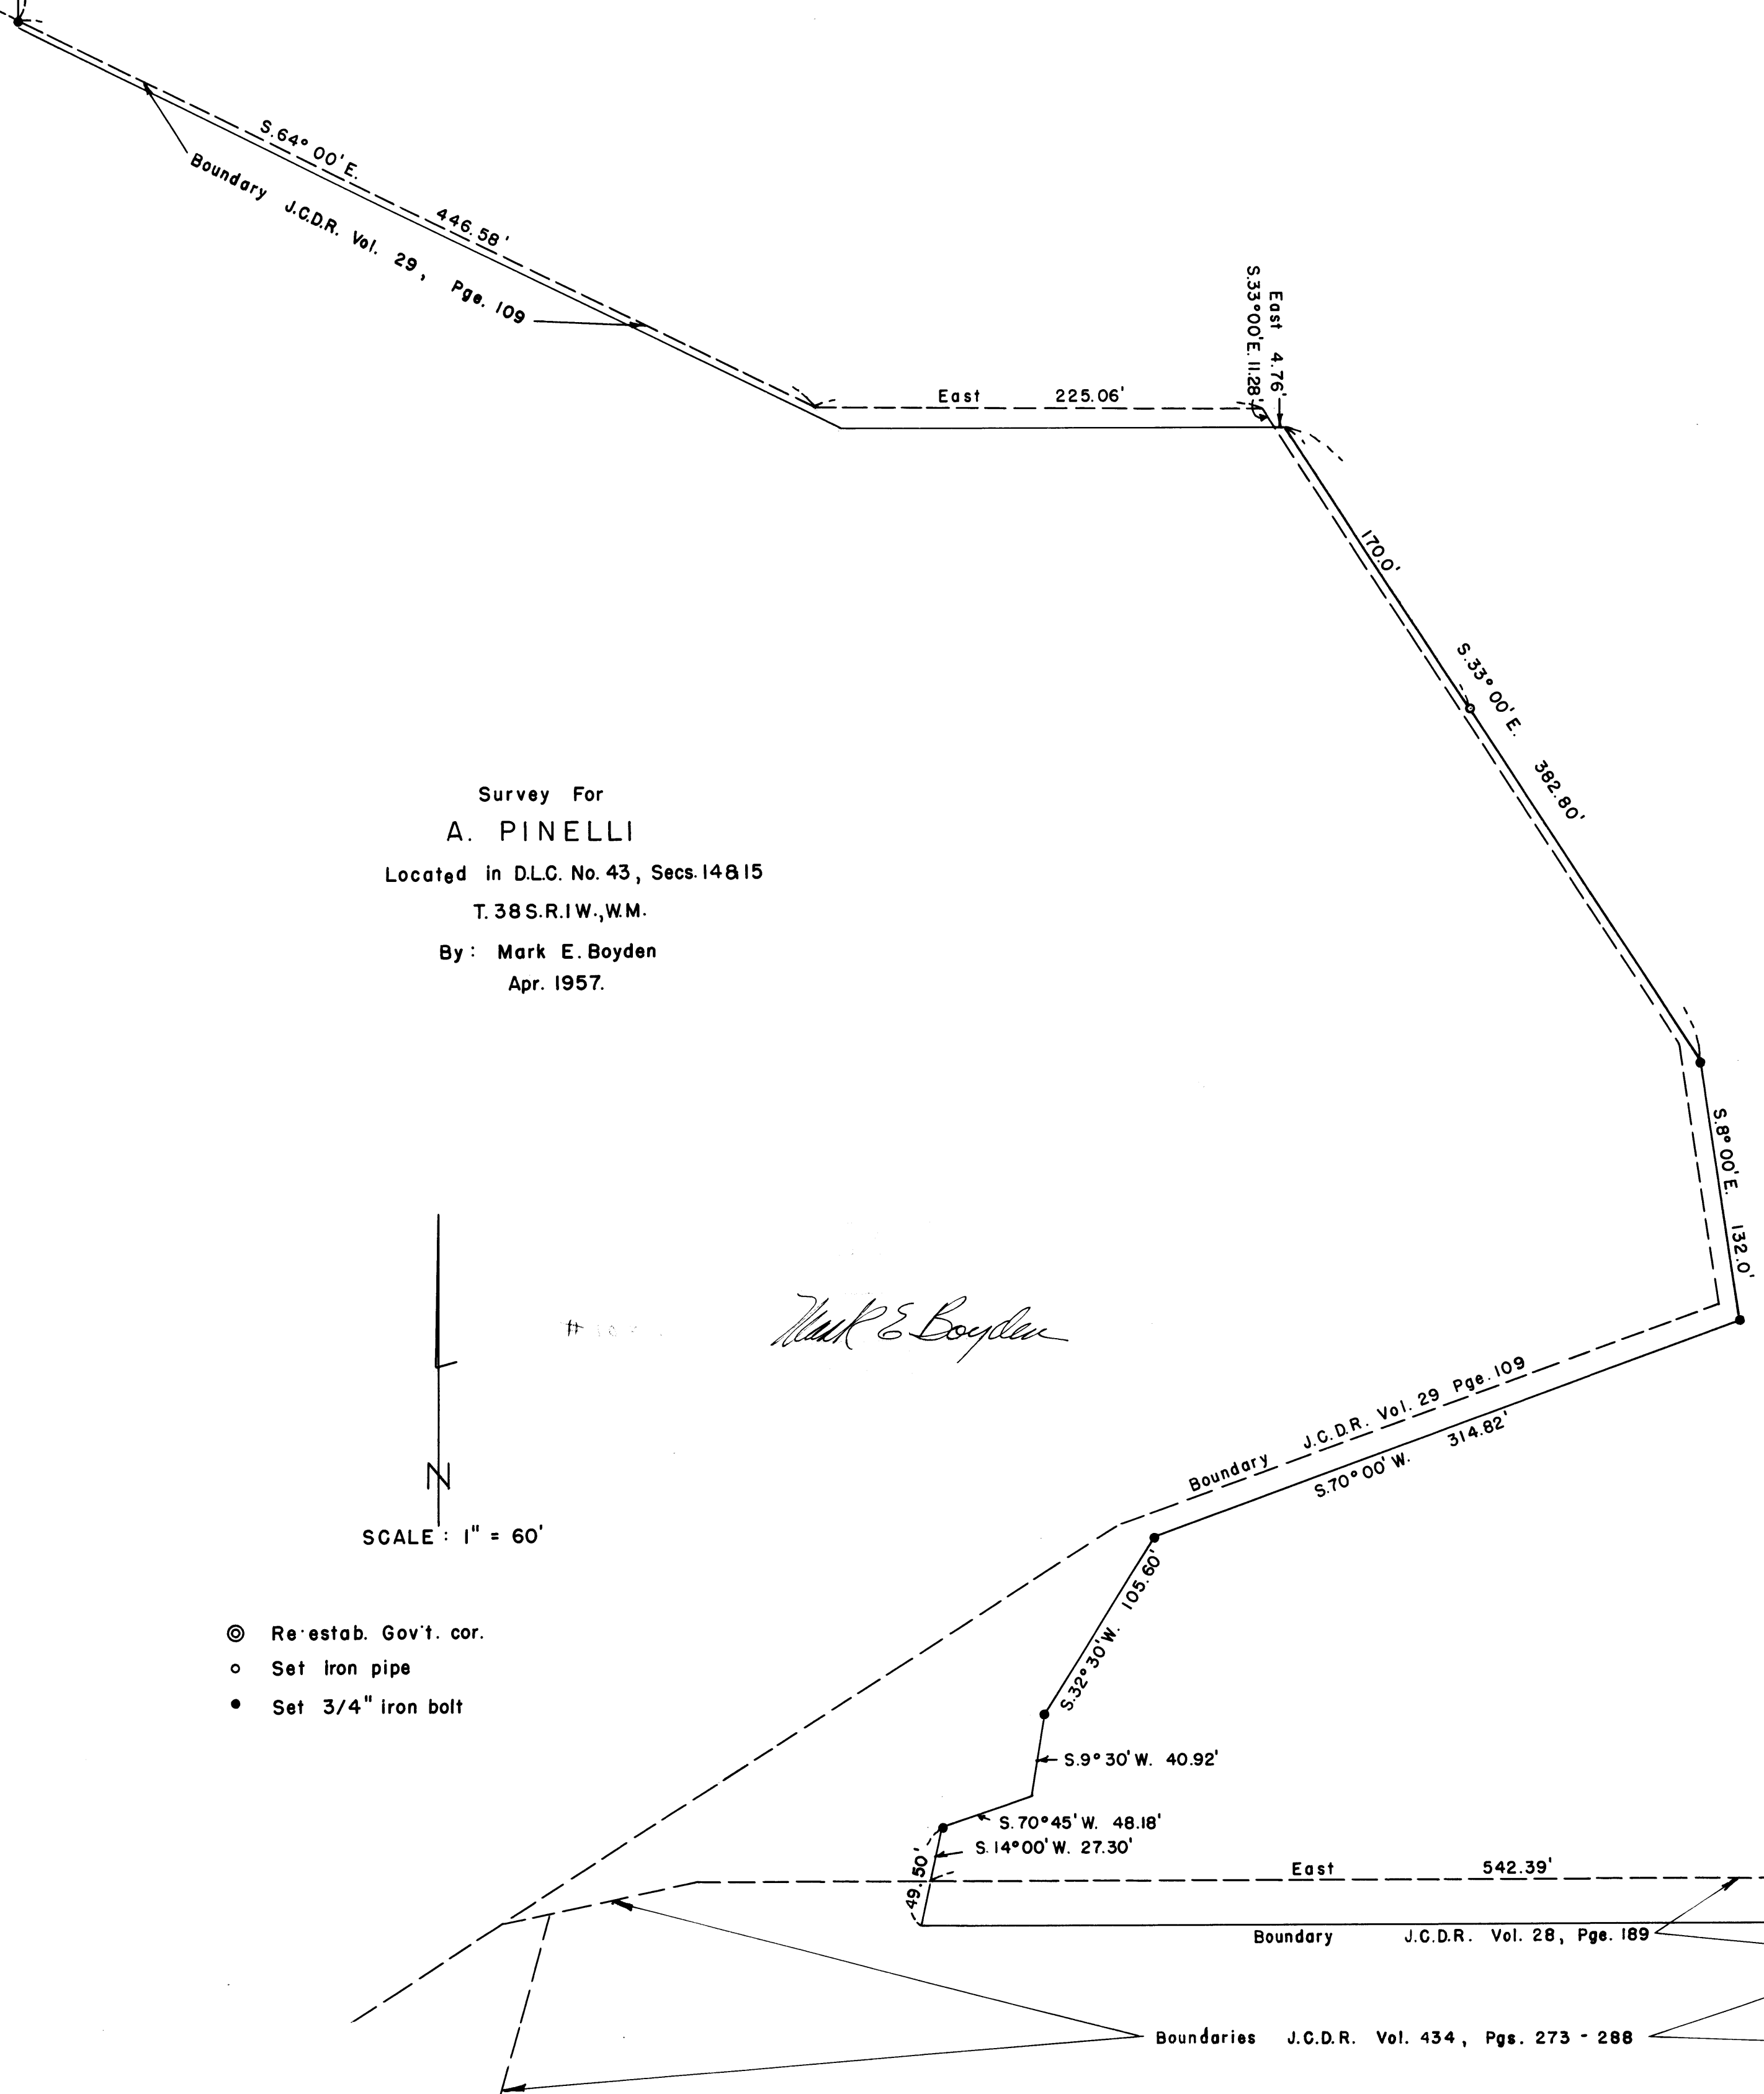 S.64° 00' E.
446.58'
Boundary J.C.D.R. Vol. 29, Pge. 109
East 225.06'
S.33°00'E. 11.28'
East 4.76'
170.0'
S.33° 00' E. 382.80'
Survey For
A. PINELLI
Located in D.L.C. No. 43, Secs. 14&15
T. 38 S. R. 1 W., W.M.
By: Mark E. Boyden
Apr. 1957.
S.8° 00' E. 132.0'
Mark E Boyden
Boundary J.C.D.R. Vol. 29 Pge. 109
S.70° 00' W. 314.82'
N
SCALE: 1" = 60'
S.32° 30' W. 105.60'
Re-estab. Gov't. cor.
Set iron pipe
Set 3/4" iron bolt
S.9° 30' W. 40.92'
S.70° 45' W. 48.18'
S.14° 00' W. 27.30'
49.50'
East 542.39'
Boundary J.C.D.R. Vol. 28, Pge. 189
Boundaries J.C.D.R. Vol. 434, Pgs. 273 - 288